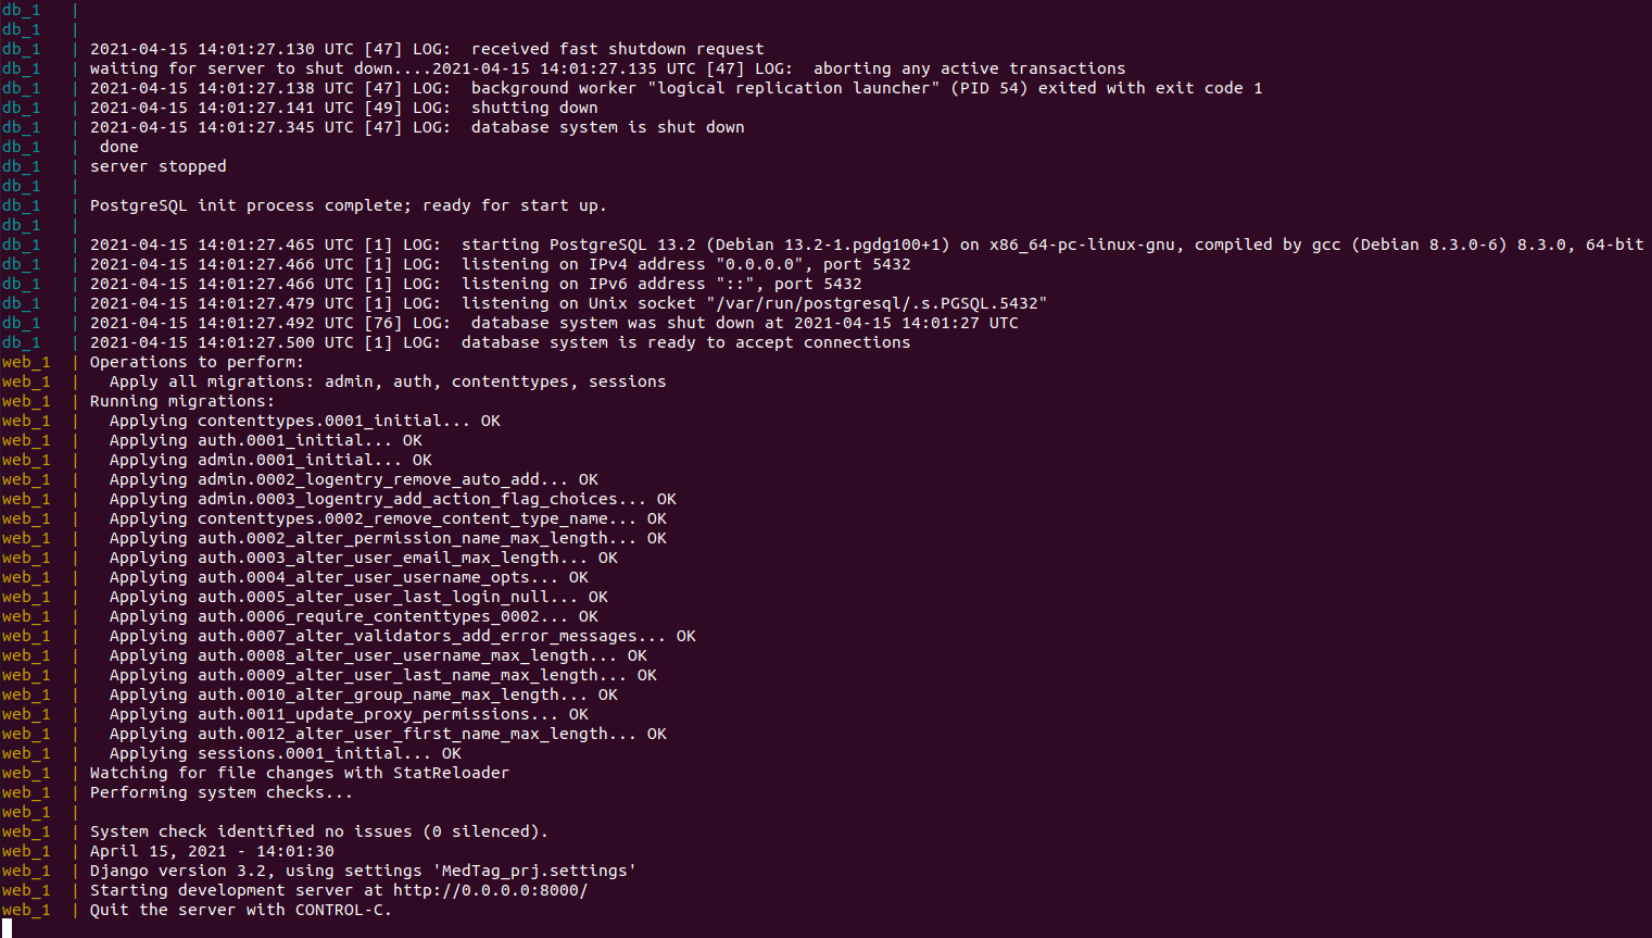 db_1   |
db_1   |
db_1   | 2021-04-15 14:01:27.130 UTC [47] LOG:  received fast shutdown request
db_1   | waiting for server to shut down....2021-04-15 14:01:27.135 UTC [47] LOG:  aborting any active transactions
db_1   | 2021-04-15 14:01:27.138 UTC [47] LOG:  background worker "logical replication launcher" (PID 54) exited with exit code 1
db_1   | 2021-04-15 14:01:27.141 UTC [49] LOG:  shutting down
db_1   | 2021-04-15 14:01:27.345 UTC [47] LOG:  database system is shut down
db_1   |  done
db_1   | server stopped
db_1   |
db_1   | PostgreSQL init process complete; ready for start up.
db_1   |
db_1   | 2021-04-15 14:01:27.465 UTC [1] LOG:  starting PostgreSQL 13.2 (Debian 13.2-1.pgdg100+1) on x86_64-pc-linux-gnu, compiled by gcc (Debian 8.3.0-6) 8.3.0, 64-bit
db_1   | 2021-04-15 14:01:27.466 UTC [1] LOG:  listening on IPv4 address "0.0.0.0", port 5432
db_1   | 2021-04-15 14:01:27.466 UTC [1] LOG:  listening on IPv6 address "::", port 5432
db_1   | 2021-04-15 14:01:27.479 UTC [1] LOG:  listening on Unix socket "/var/run/postgresql/.s.PGSQL.5432"
db_1   | 2021-04-15 14:01:27.492 UTC [76] LOG:  database system was shut down at 2021-04-15 14:01:27 UTC
db_1   | 2021-04-15 14:01:27.500 UTC [1] LOG:  database system is ready to accept connections
web_1  | Operations to perform:
web_1  |   Apply all migrations: admin, auth, contenttypes, sessions
web_1  | Running migrations:
web_1  |   Applying contenttypes.0001_initial... OK
web_1  |   Applying auth.0001_initial... OK
web_1  |   Applying admin.0001_initial... OK
web_1  |   Applying admin.0002_logentry_remove_auto_add... OK
web_1  |   Applying admin.0003_logentry_add_action_flag_choices... OK
web_1  |   Applying contenttypes.0002_remove_content_type_name... OK
web_1  |   Applying auth.0002_alter_permission_name_max_length... OK
web_1  |   Applying auth.0003_alter_user_email_max_length... OK
web_1  |   Applying auth.0004_alter_user_username_opts... OK
web_1  |   Applying auth.0005_alter_user_last_login_null... OK
web_1  |   Applying auth.0006_require_contenttypes_0002... OK
web_1  |   Applying auth.0007_alter_validators_add_error_messages... OK
web_1  |   Applying auth.0008_alter_user_username_max_length... OK
web_1  |   Applying auth.0009_alter_user_last_name_max_length... OK
web_1  |   Applying auth.0010_alter_group_name_max_length... OK
web_1  |   Applying auth.0011_update_proxy_permissions... OK
web_1  |   Applying auth.0012_alter_user_first_name_max_length... OK
web_1  |   Applying sessions.0001_initial... OK
web_1  | Watching for file changes with StatReloader
web_1  | Performing system checks...
web_1  |
web_1  | System check identified no issues (0 silenced).
web_1  | April 15, 2021 - 14:01:30
web_1  | Django version 3.2, using settings 'MedTag_prj.settings'
web_1  | Starting development server at http://0.0.0.0:8000/
web_1  | Quit the server with CONTROL-C.